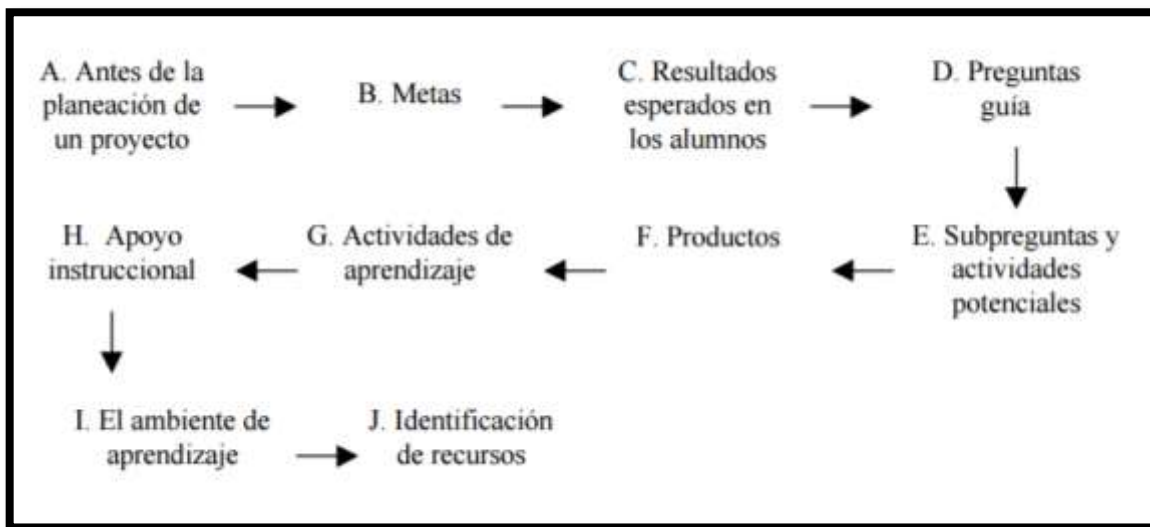 A. Antes de la
planeación de
un proyecto
B. Metas
C. Resultados
esperados en
los alumnos
D. Preguntas
guía
E. Subpreguntas y
actividades
potenciales
F. Productos
G. Actividades de
aprendizaje
H. Apoyo
instruccional
I. El ambiente de
aprendizaje
J. Identificación
de recursos